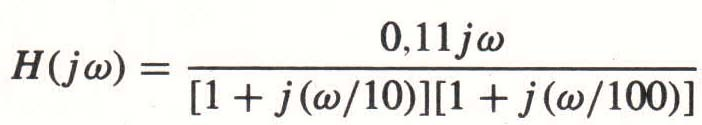 H(jω) = 0,11jω / [1 + j(ω/10)][1 + j(ω/100)]